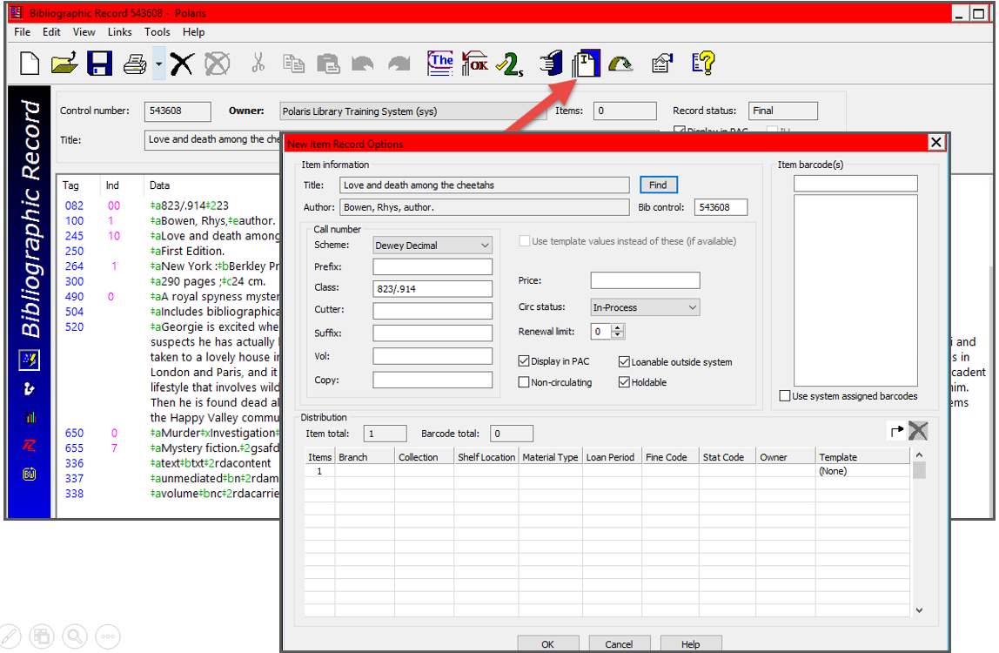 Bibliographic Record 543608 - Polaris
File Edit View Links Tools Help
The OK 2s I
Bibliographic Record
Control number: 543608 Owner: Polaris Library Training System (sys) Items: 0 Record status: Final
Display in PAC
Title: Love and death among the che
Tag Ind Data
082 00 ‡a823/.914‡223
100 1 ‡aBowen, Rhys,‡eauthor.
245 10 ‡aLove and death among
250 ‡aFirst Edition.
264 1 ‡aNew York :‡bBerkley Pr
300 ‡a290 pages ;‡c24 cm.
490 0 ‡aA royal spyness myster
504 ‡aIncludes bibliographica
520 ‡aGeorgie is excited whe
suspects he has actually i and
taken to a lovely house in s in
London and Paris, and it cadent
lifestyle that involves wild him.
Then he is found dead al ems
the Happy Valley commu
650 0 ‡aMurder‡xInvestigation‡
655 7 ‡aMystery fiction.‡2gsafd
336 ‡atext‡btxt‡2rdacontent
337 ‡aunmediated‡bn‡2rdam
338 ‡avolume‡bnc‡2rdacarrie
New Item Record Options
Item information
Title: Love and death among the cheetahs Find
Author: Bowen, Rhys, author. Bib control: 543608
Call number
Scheme: Dewey Decimal
Prefix:
Class: 823/.914
Cutter:
Suffix:
Vol:
Copy:
Use template values instead of these (if available)
Price:
Circ status: In-Process
Renewal limit: 0
Display in PAC Loanable outside system
Non-circulating Holdable
Item barcode(s)
Use system assigned barcodes
Distribution
Item total: 1 Barcode total: 0
Items Branch Collection Shelf Location Material Type Loan Period Fine Code Stat Code Owner Template
1 (None)
OK Cancel Help